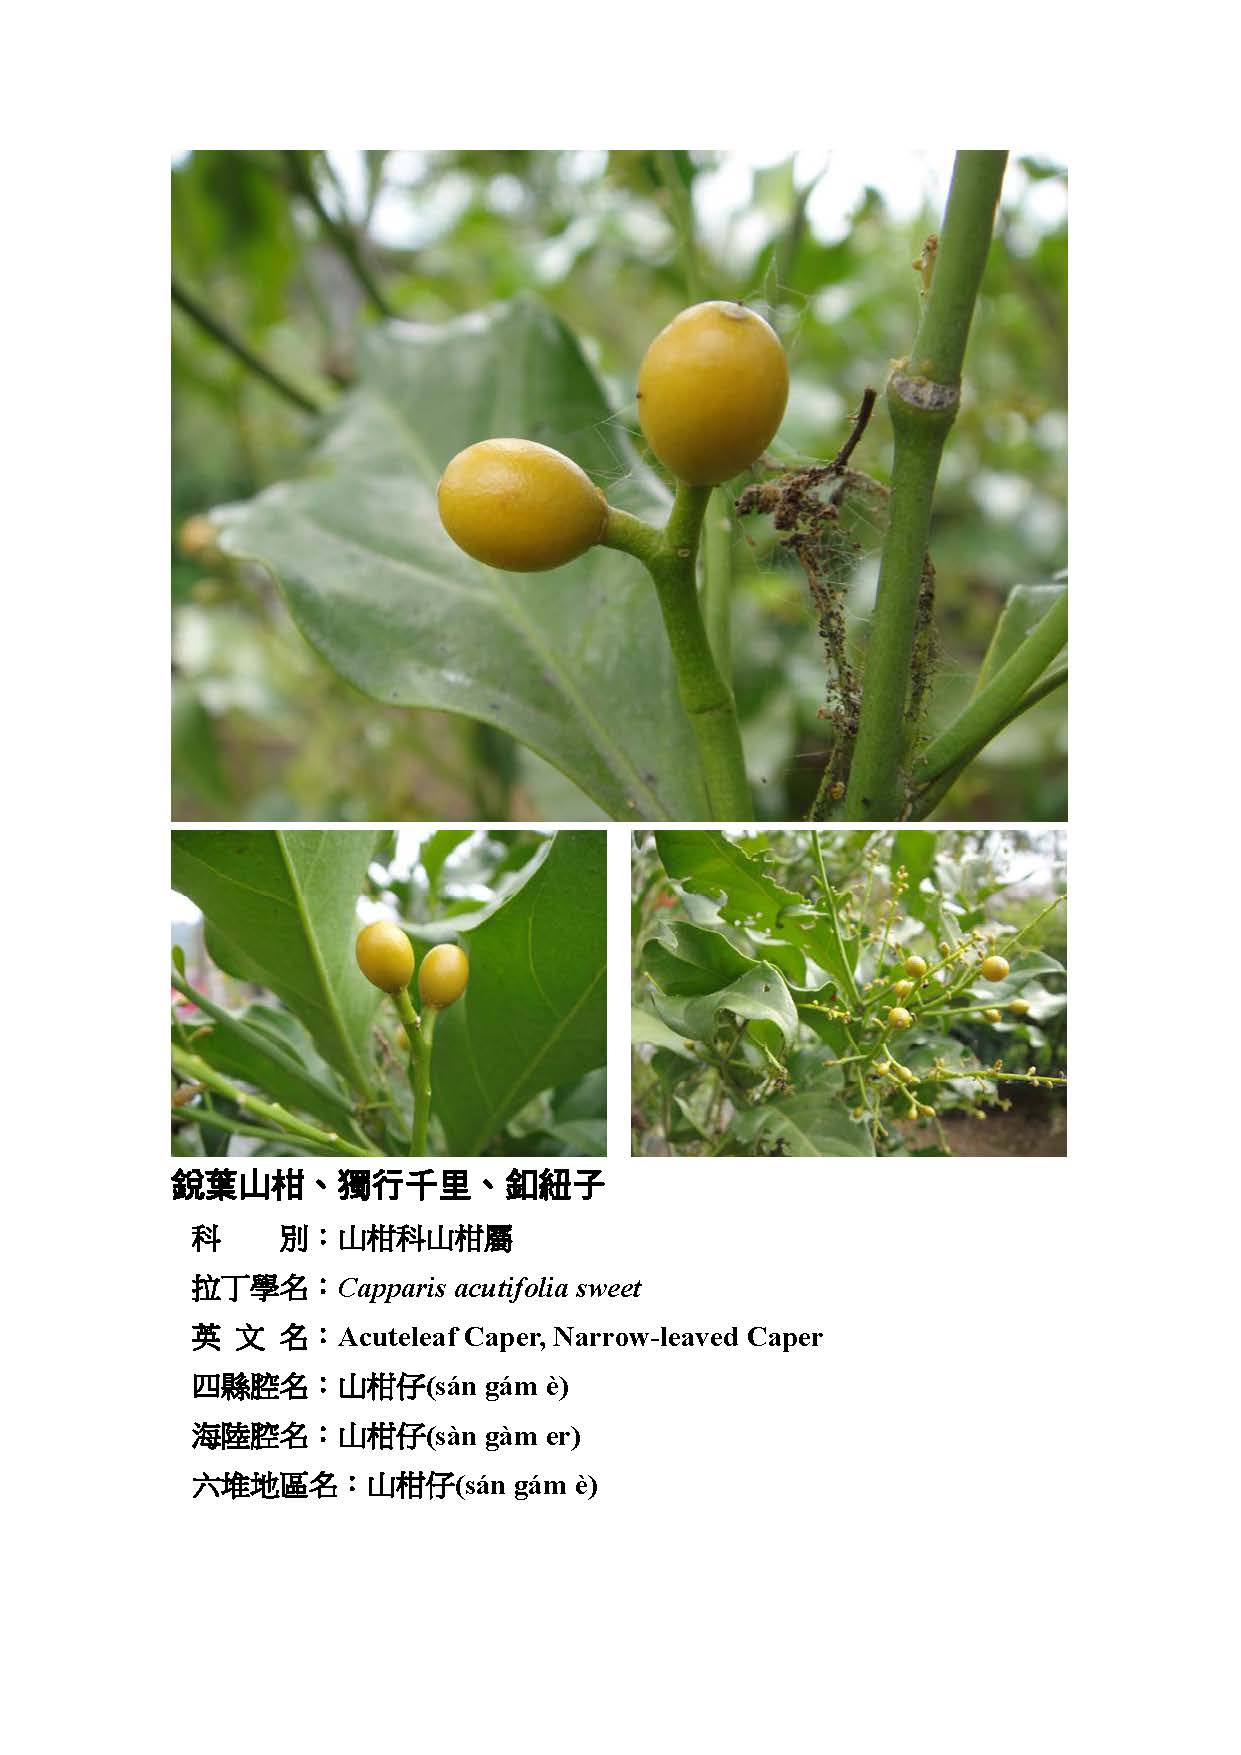 銳葉山柑、獨行千里、釦紐子
科　　別：山柑科山柑屬
拉丁學名：Capparis acutifolia sweet
英 文 名：Acuteleaf Caper, Narrow-leaved Caper
四縣腔名：山柑仔(sán gám è)
海陸腔名：山柑仔(sàn gàm er)
六堆地區名：山柑仔(sán gám è)